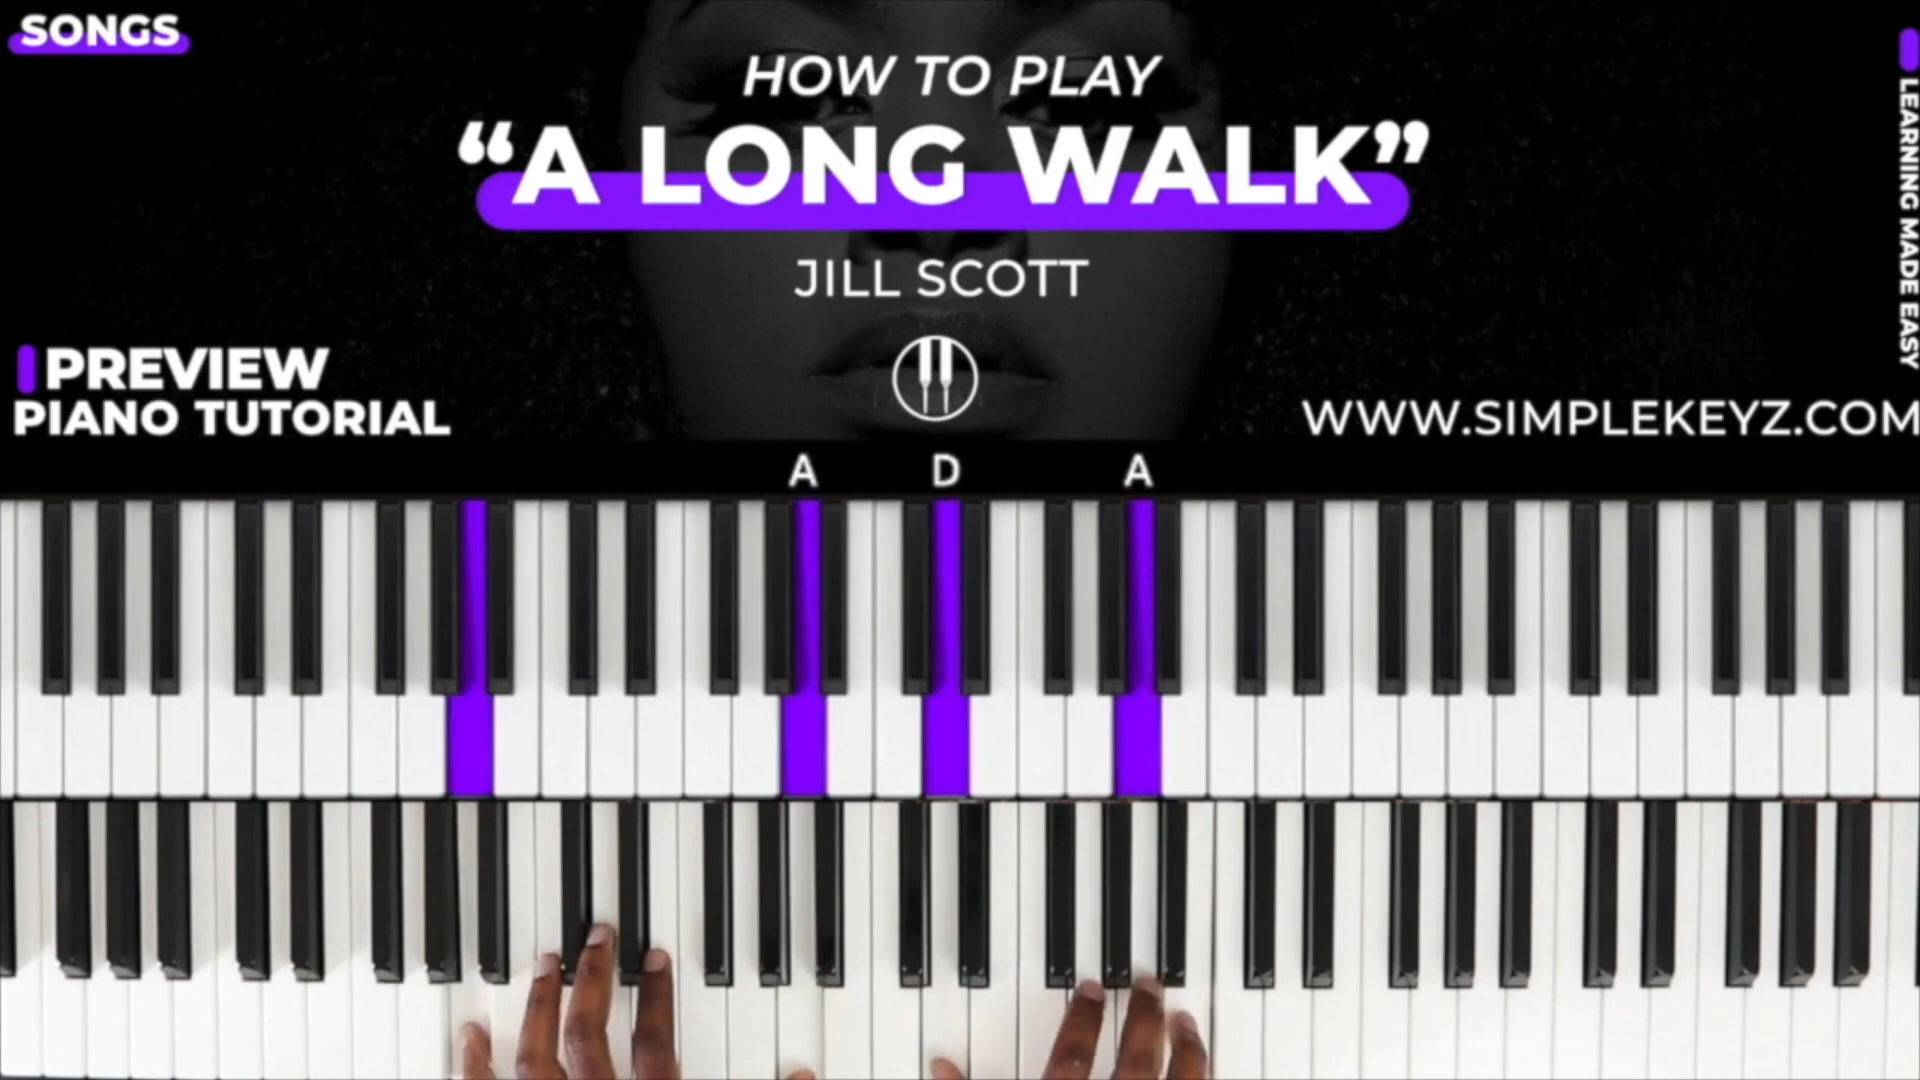 SONGS
HOW TO PLAY
“A LONG WALK”
JILL SCOTT
PREVIEW
PIANO TUTORIAL
WWW.SIMPLEKEYZ.COM
LEARNING MADE EASY
A D A